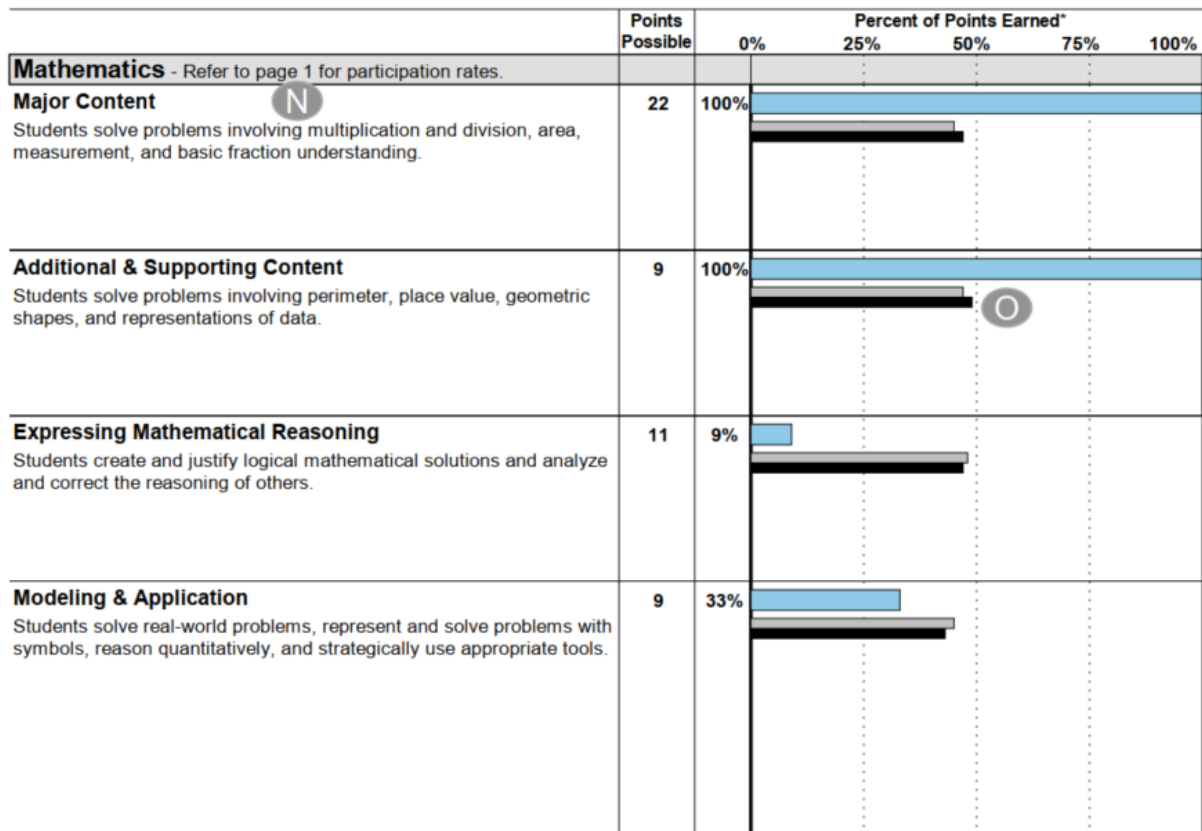 Points Possible
Percent of Points Earned*
0% 25% 50% 75% 100%
Mathematics - Refer to page 1 for participation rates.
Major Content
N
22 100%
Students solve problems involving multiplication and division, area,
measurement, and basic fraction understanding.
Additional & Supporting Content
9 100%
Students solve problems involving perimeter, place value, geometric
shapes, and representations of data.
O
Expressing Mathematical Reasoning
11 9%
Students create and justify logical mathematical solutions and analyze
and correct the reasoning of others.
Modeling & Application
9 33%
Students solve real-world problems, represent and solve problems with
symbols, reason quantitatively, and strategically use appropriate tools.